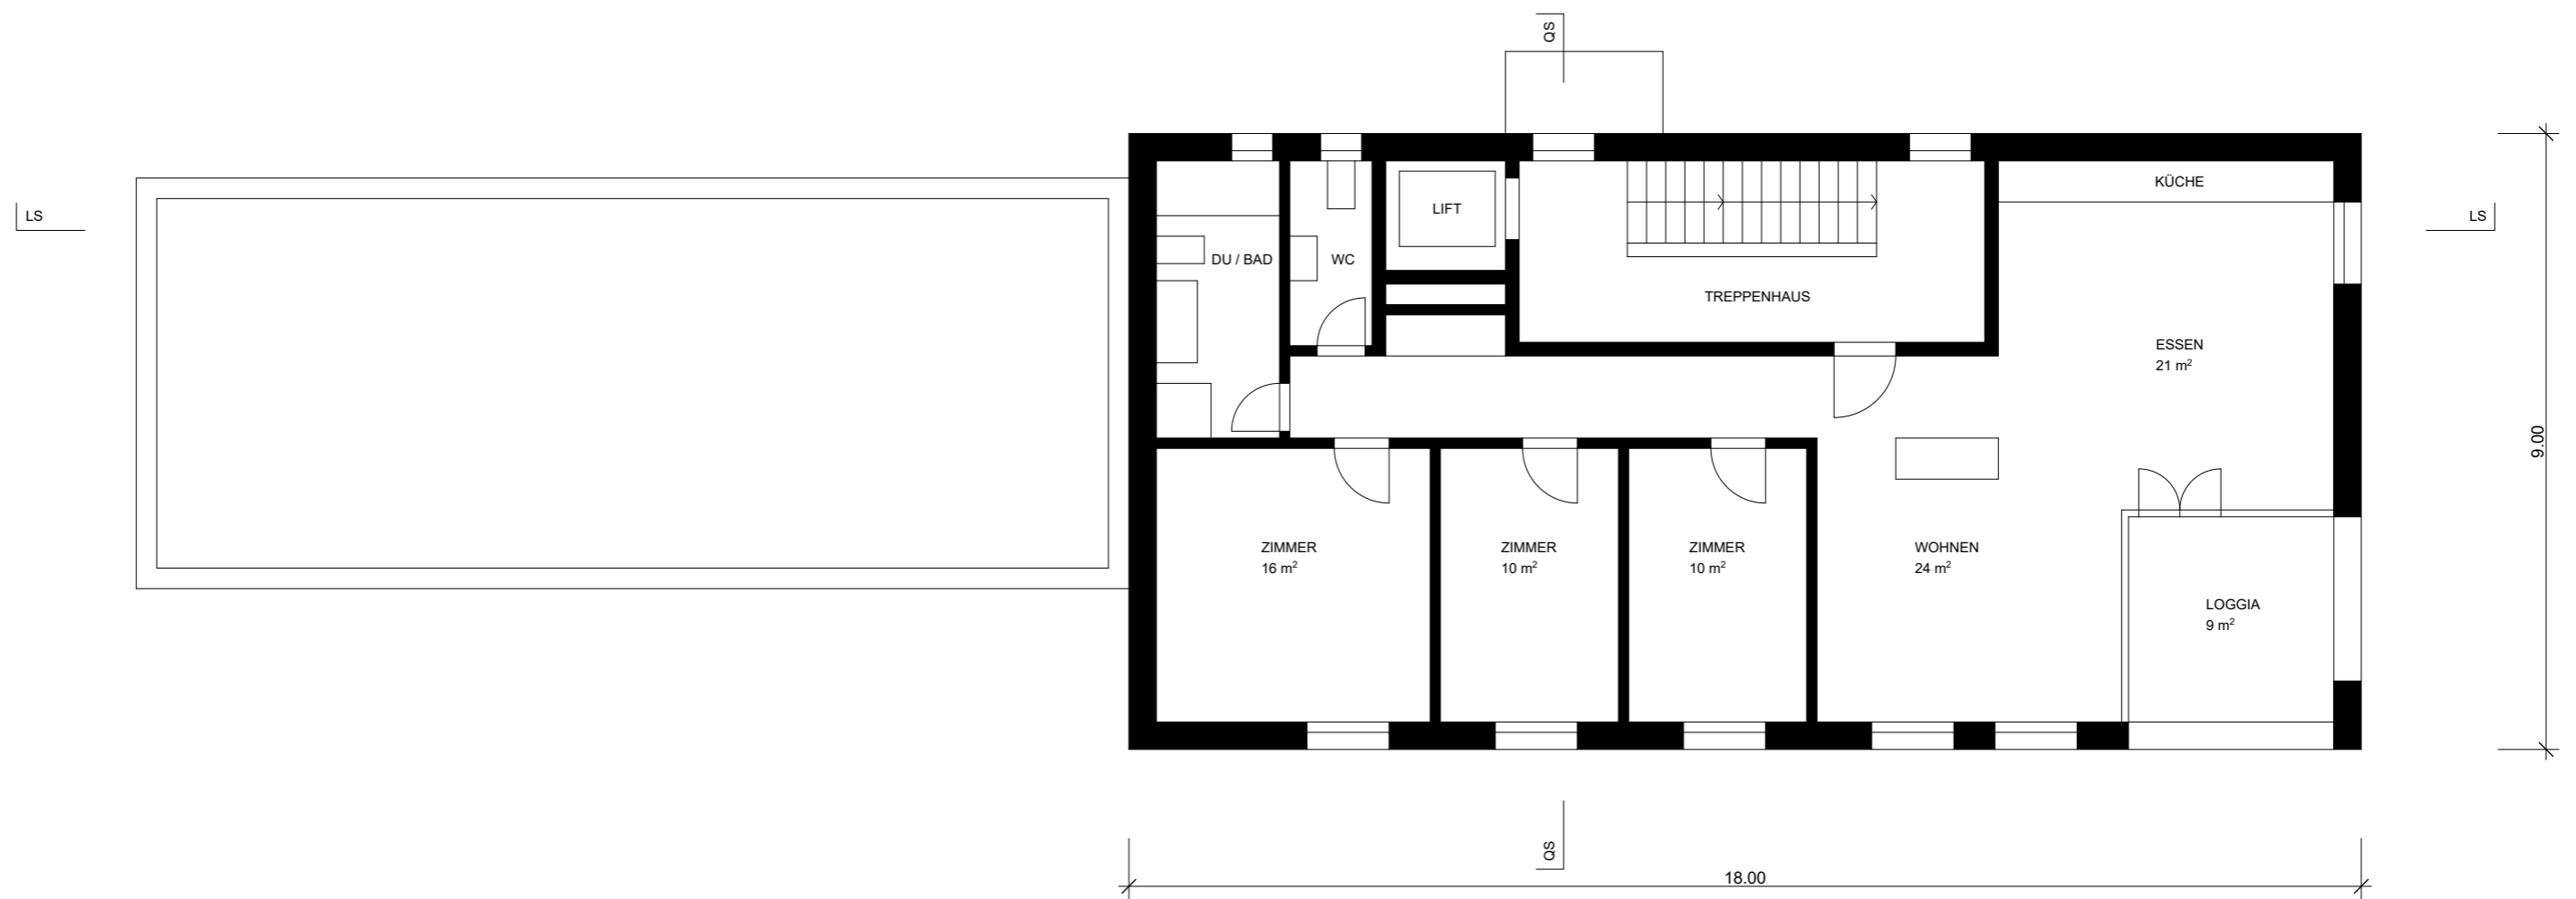 QS
LS
KÜCHE
LIFT
LS
DU / BAD
WC
TREPPENHAUS
ESSEN
21 m²
9.00
ZIMMER
16 m²
ZIMMER
10 m²
ZIMMER
10 m²
WOHNEN
24 m²
LOGGIA
9 m²
QS
18.00